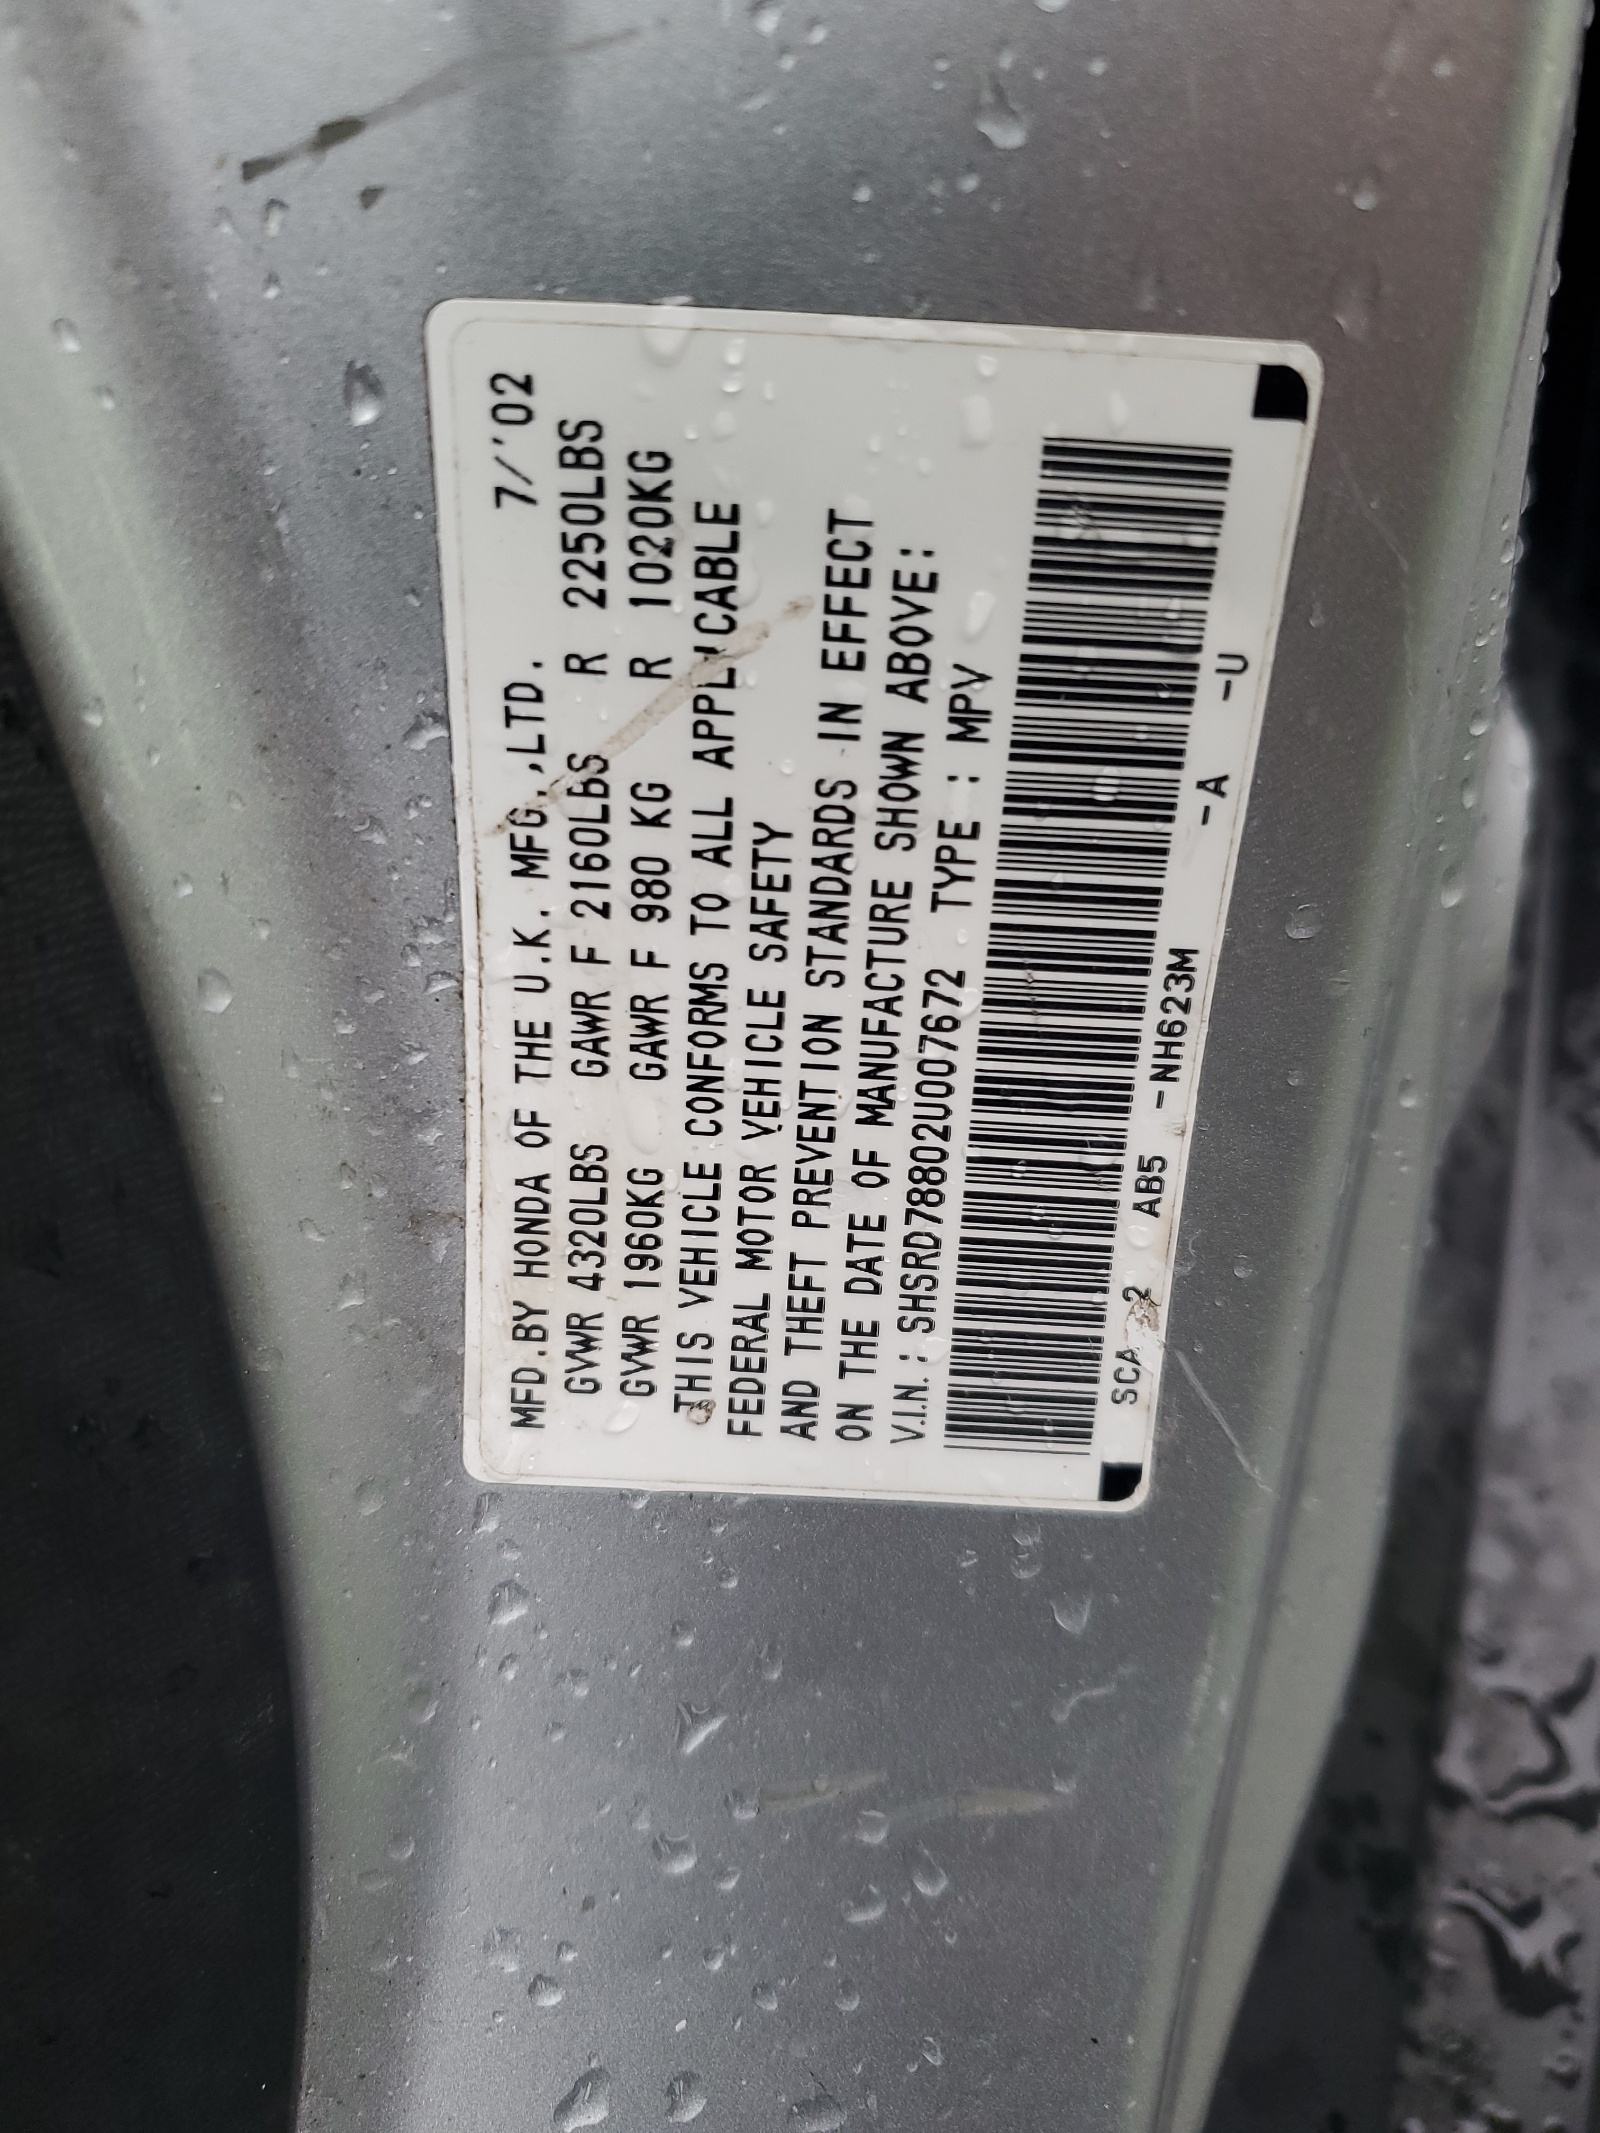 MFD.BY HONDA OF THE U.K. MFG.,LTD. 7/'02
GVWR 4320LBS GAWR F 2160LBS R 2250LBS
GVWR 1960KG GAWR F 980 KG R 1020KG
THIS VEHICLE CONFORMS TO ALL APPLICABLE
FEDERAL MOTOR VEHICLE SAFETY
AND THEFT PREVENTION STANDARDS IN EFFECT
ON THE DATE OF MANUFACTURE SHOWN ABOVE:
V.I.N.: SHSRD78802U007672 TYPE : MPV
SCA 2 AB5 -NH623M -A -U